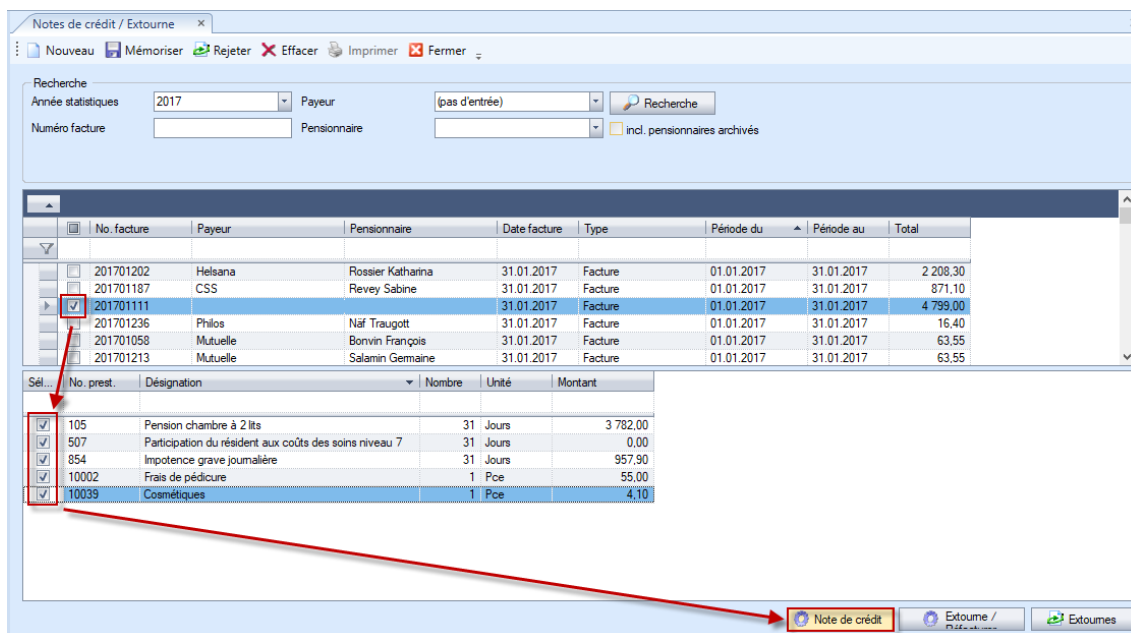 Notes de crédit / Extourne ×
Nouveau Mémoriser Rejeter Effacer Imprimer Fermer
Recherche
Année statistiques 2017 Payeur (pas d'entrée) Recherche
Numéro facture Pensionnaire incl. pensionnaires archivés
No. facture Payeur Pensionnaire Date facture Type Période du Période au Total
201701202 Helsana Rossier Katharina 31.01.2017 Facture 01.01.2017 31.01.2017 2 208,30
201701187 CSS Revey Sabine 31.01.2017 Facture 01.01.2017 31.01.2017 871,10
201701111 31.01.2017 Facture 01.01.2017 31.01.2017 4 799,00
201701236 Philos Näf Traugott 31.01.2017 Facture 01.01.2017 31.01.2017 16,40
201701058 Mutuelle Bonvin François 31.01.2017 Facture 01.01.2017 31.01.2017 63,55
201701213 Mutuelle Salamin Germaine 31.01.2017 Facture 01.01.2017 31.01.2017 63,55
Sél... No. prest. Désignation Nombre Unité Montant
105 Pension chambre à 2 lits 31 Jours 3 782,00
507 Participation du résident aux coûts des soins niveau 7 31 Jours 0,00
854 Impotence grave journalière 31 Jours 957,90
10002 Frais de pédicure 1 Pce 55,00
10039 Cosmétiques 1 Pce 4,10
Note de crédit Extourne / Extournes